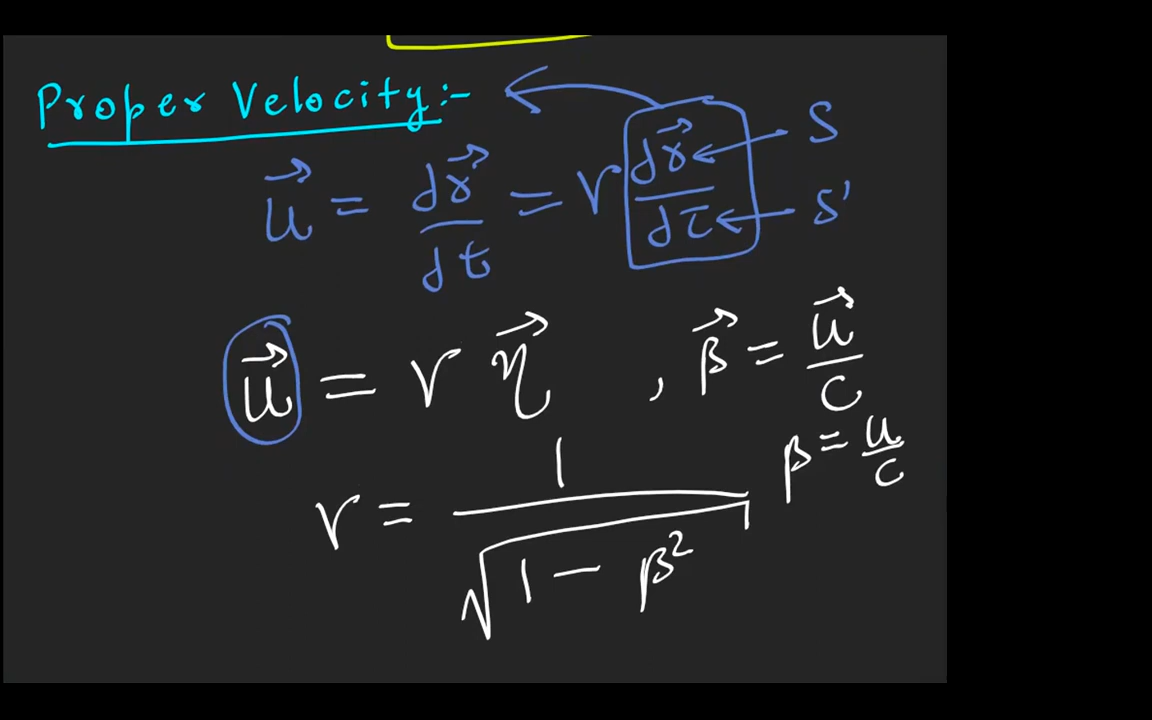 Proper Velocity:-
u⃗ = dr⃗/dt = γ dr⃗/dτ ← S ← S'
u⃗ = γ η⃗ , β⃗ = u⃗/c
β = u/c
γ = 1/√(1 - β²)